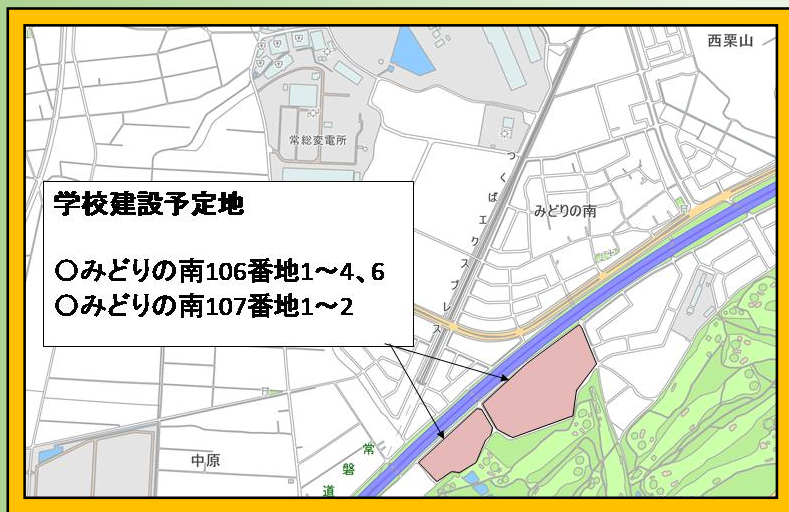 西栗山
常総変電所
つくばエクスプレス
みどりの南
学校建設予定地
〇みどりの南106番地1～4、6
〇みどりの南107番地1～2
中原
常磐道